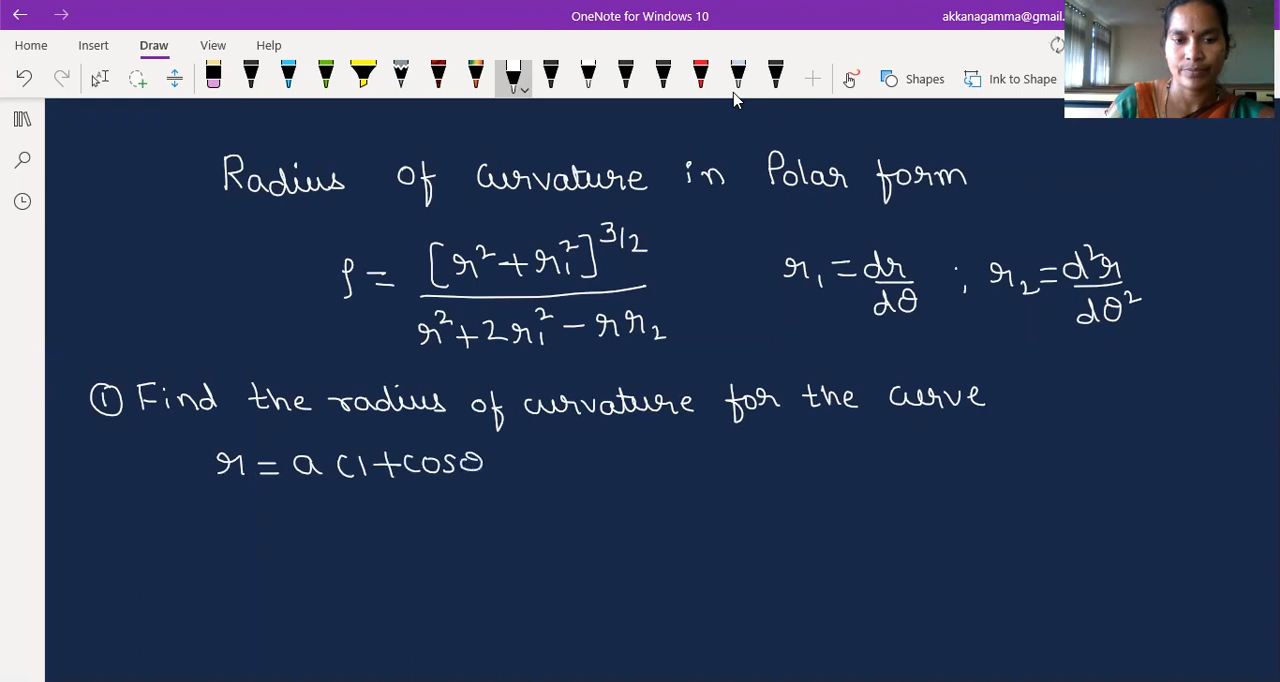 OneNote for Windows 10
akkanagamma@gmail.
Home Insert Draw View Help
Shapes Ink to Shape
Radius of curvature in Polar form
ρ = [r² + r₁²]^3/2 / r² + 2r₁² − r r₂ r₁ = dr/dθ ; r₂ = d²r/dθ²
① Find the radius of curvature for the curve
r = a (1+cosθ